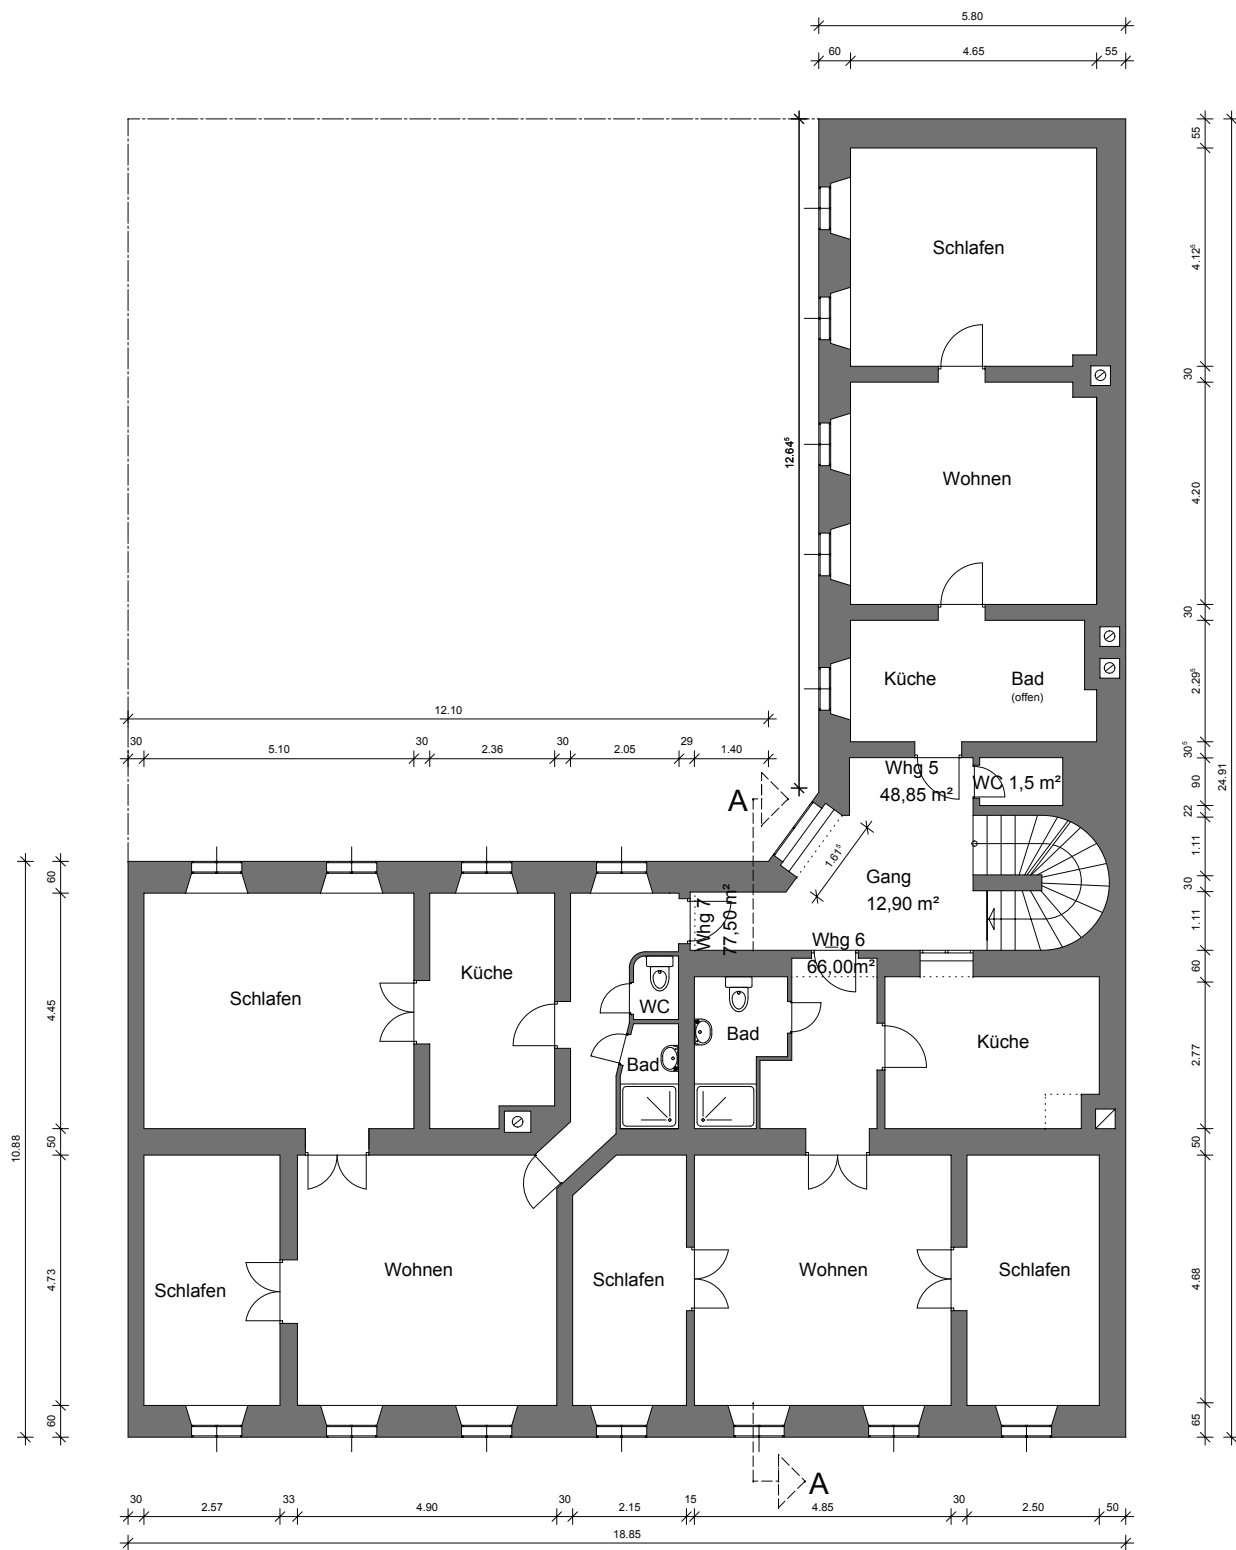 5.80
60 4.65 55
55
Schlafen
4.12⁵
30
12.64⁵
Wohnen
4.20
24.91
30
Küche
Bad
(offen)
2.29⁵
12.10
30 5.10 30 2.36 30 2.05 29 1.40
30⁵
Whg 5
48,85 m²
WC 1,5 m²
90
A
22
1.61⁵
1.11
60
Gang
12,90 m²
30
Whg 7
77,50 m²
1.11
Whg 6
66,00m²
60
Küche
Schlafen
WC
4.45
Bad
Küche
Bad
2.77
10.88
50
50
Wohnen
Schlafen
Wohnen
Schlafen
Schlafen
4.73
4.68
60
65
A
30 2.57 33 4.90 30 2.15 15 4.85 30 2.50 50
18.85